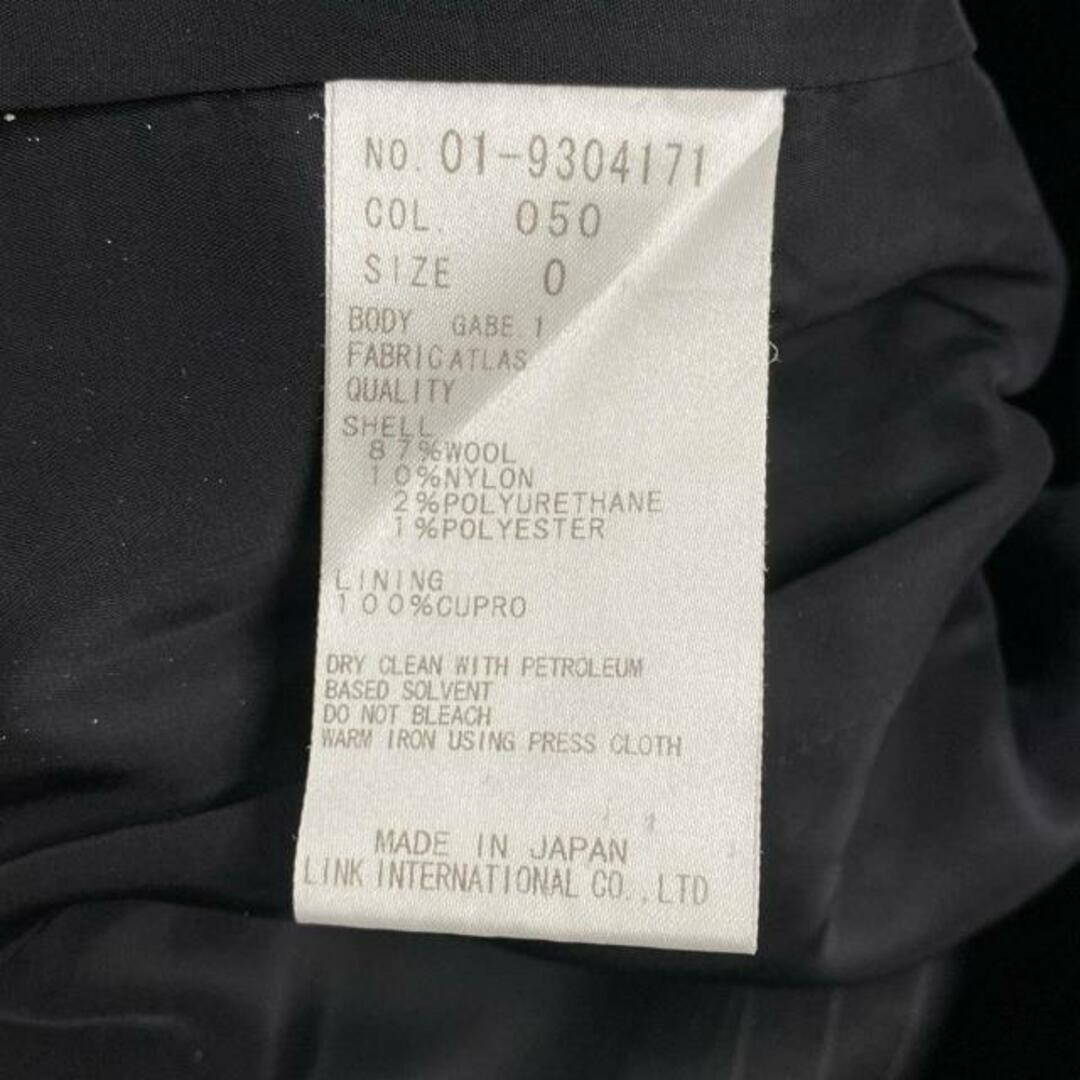 NO. 01-9304171
COL. 050
SIZE 0
BODY GABE.1
FABRIC ATLAS
QUALITY
SHELL
87%WOOL
10%NYLON
2%POLYURETHANE
1%POLYESTER
LINING
100%CUPRO
DRY CLEAN WITH PETROLEUM
BASED SOLVENT
DO NOT BLEACH
WARM IRON USING PRESS CLOTH
MADE IN JAPAN
LINK INTERNATIONAL CO.,LTD